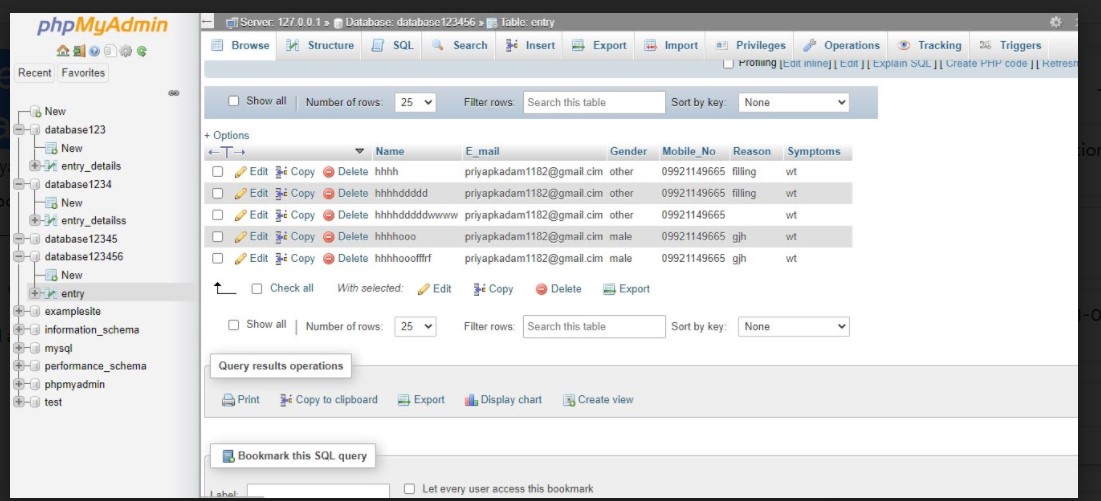 phpMyAdmin
Recent Favorites
New
database123
New
entry_details
database1234
New
entry_detailss
database12345
database123456
New
entry
examplesite
information_schema
mysql
performance_schema
phpmyadmin
test
Server: 127.0.0.1 » Database: database123456 » Table: entry
Browse Structure SQL Search Insert Export Import Privileges Operations Tracking Triggers
Profiling [Edit inline] [ Edit ] [ Explain SQL ] [ Create PHP code ] [ Refresh
Show all Number of rows: 25 Filter rows: Search this table Sort by key: None
+ Options
←T→ Name E_mail Gender Mobile_No Reason Symptoms
Edit Copy Delete hhhh priyapkadam1182@gmail.cim other 09921149665 filling wt
Edit Copy Delete hhhhddddd priyapkadam1182@gmail.cim other 09921149665 filling wt
Edit Copy Delete hhhhdddddwwww priyapkadam1182@gmail.cim other 09921149665 wt
Edit Copy Delete hhhhooo priyapkadam1182@gmail.cim male 09921149665 gjh wt
Edit Copy Delete hhhhooofffrf priyapkadam1182@gmail.cim male 09921149665 gjh wt
Check all With selected: Edit Copy Delete Export
Show all Number of rows: 25 Filter rows: Search this table Sort by key: None
Query results operations
Print Copy to clipboard Export Display chart Create view
Bookmark this SQL query
Label: Let every user access this bookmark